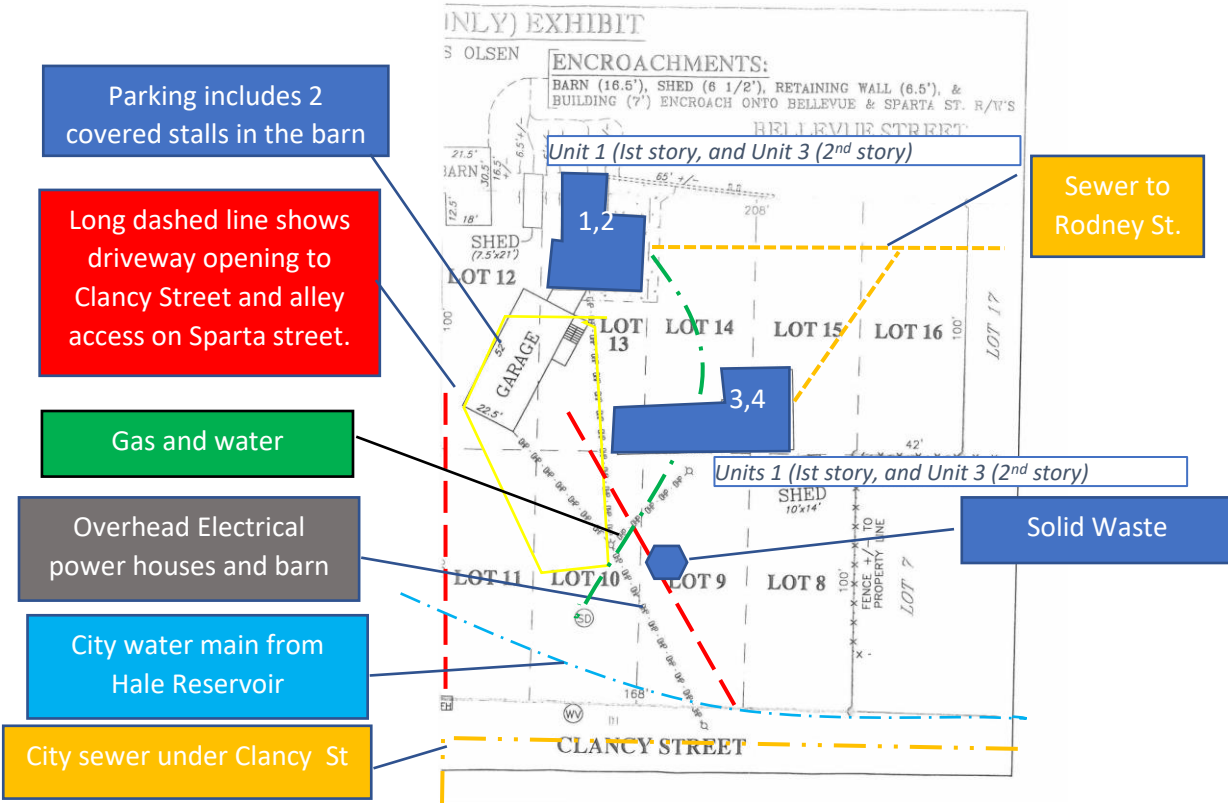 INLY) EXHIBIT
S OLSEN
ENCROACHMENTS:
BARN (16.5'), SHED (6 1/2'), RETAINING WALL (6.5'), &
BUILDING (7') ENCROACH ONTO BELLEVUE & SPARTA ST. R/W'S
BELLEVUE STREET
Parking includes 2
covered stalls in the barn
Unit 1 (Ist story, and Unit 3 (2nd story)
Sewer to
Rodney St.
21.5'
30.5'
16.5'
+/-
6.5'+/-
BARN
12.5'
18'
65' +/-
208'
1,2
SHED
(7.5'x21')
Long dashed line shows
driveway opening to
Clancy Street and alley
access on Sparta street.
LOT 12
LOT
13
LOT 14
LOT 15
LOT 16
LOT 17
100'
100'
52'
GARAGE
22.5'
3,4
Gas and water
42'
Units 1 (Ist story, and Unit 3 (2nd story)
SHED
10'x14'
Overhead Electrical
power houses and barn
Solid Waste
OHP OHP OHP
LOT 11
LOT 10
LOT 9
LOT 8
100'
FENCE +/- TO
PROPERTY LINE
LOT 7
SD
City water main from
Hale Reservoir
168'
WV
CLANCY STREET
City sewer under Clancy St